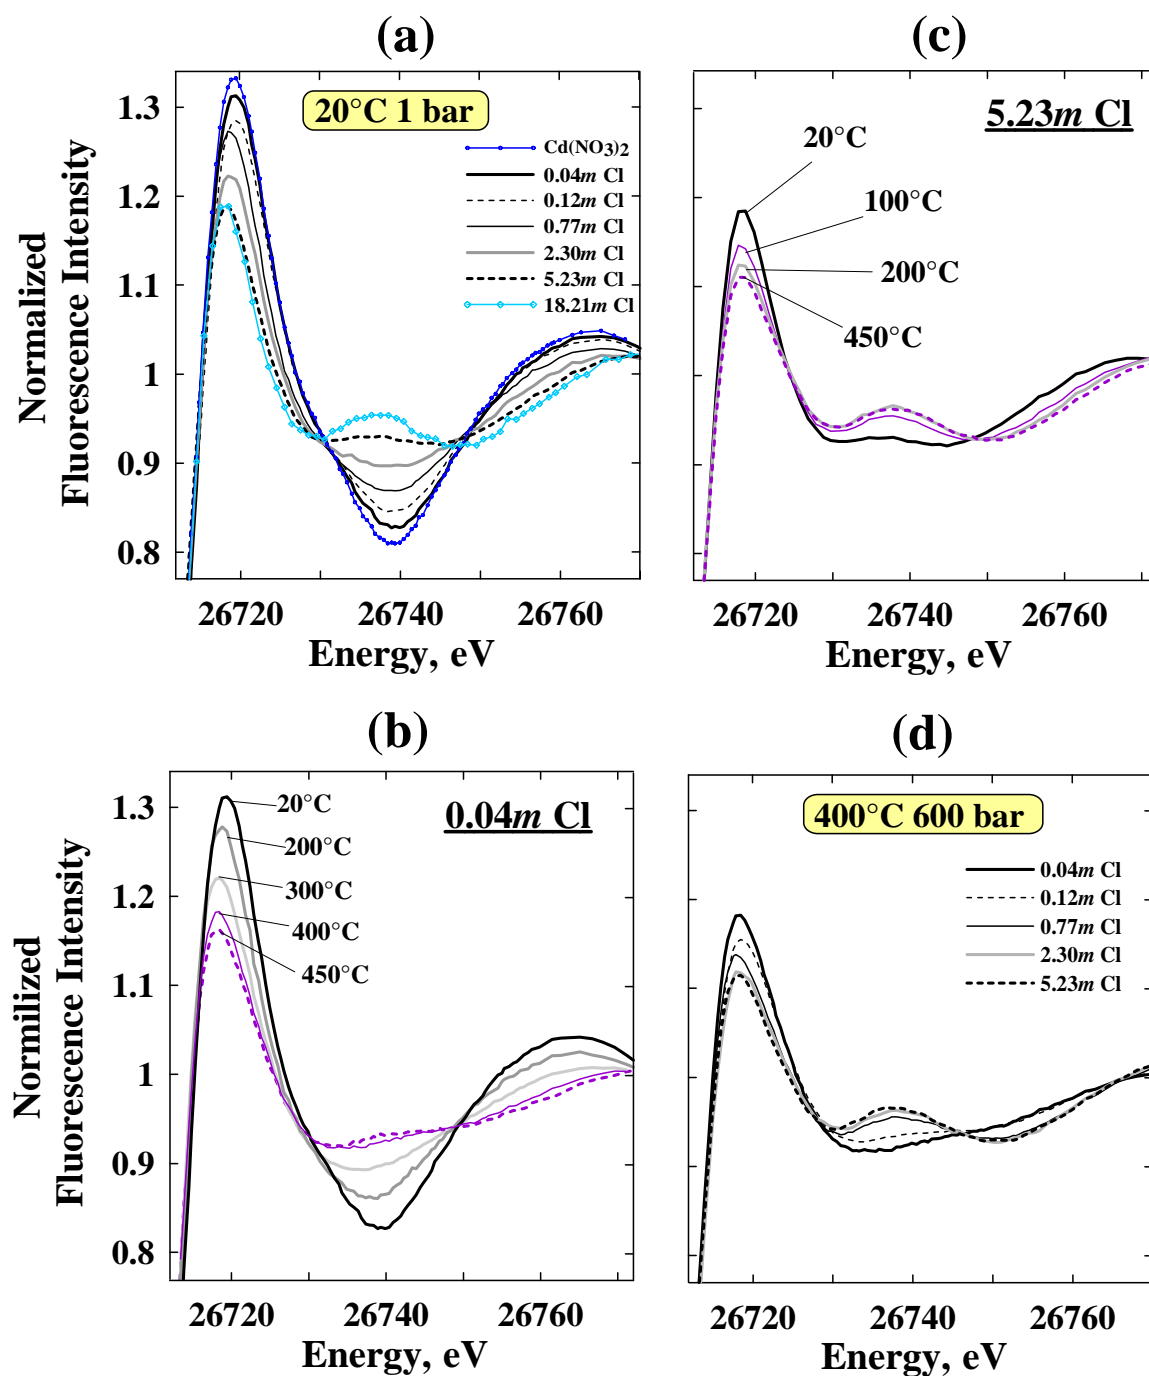 (a)
Normalized
Fluorescence Intensity
1.3
1.2
1.1
1
0.9
0.8
20°C 1 bar
Cd(NO3)2
0.04m Cl
0.12m Cl
0.77m Cl
2.30m Cl
5.23m Cl
18.21m Cl
26720 26740 26760
Energy, eV
(c)
5.23m Cl
20°C
100°C
200°C
450°C
26720 26740 26760
Energy, eV
(b)
Normilized
Fluorescence Intensity
1.3
1.2
1.1
1
0.9
0.8
0.04m Cl
20°C
200°C
300°C
400°C
450°C
26720 26740 26760
Energy, eV
(d)
400°C 600 bar
0.04m Cl
0.12m Cl
0.77m Cl
2.30m Cl
5.23m Cl
26720 26740 26760
Energy, eV